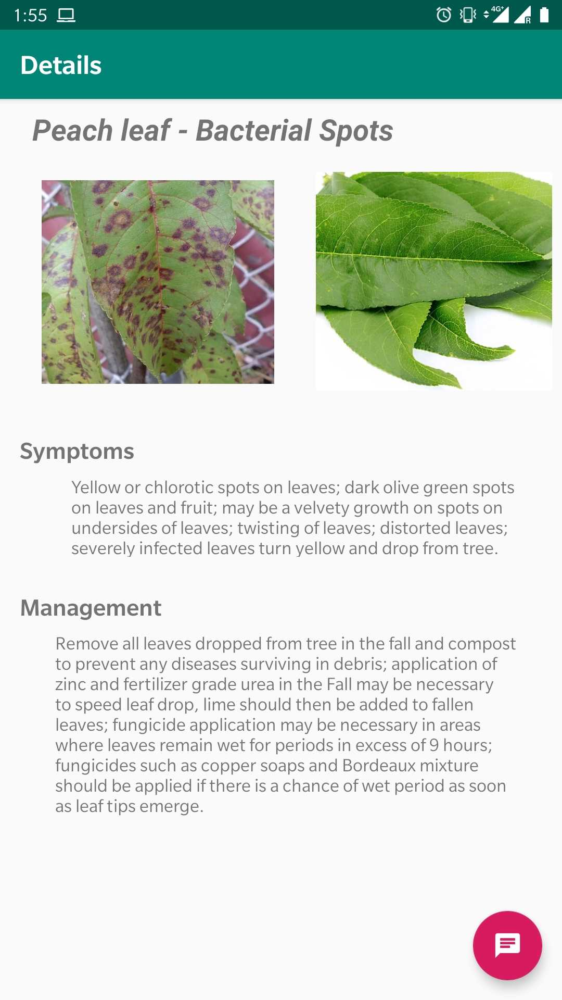 1:55
4G+
R
Details
Peach leaf - Bacterial Spots
Symptoms
Yellow or chlorotic spots on leaves; dark olive green spots
on leaves and fruit; may be a velvety growth on spots on
undersides of leaves; twisting of leaves; distorted leaves;
severely infected leaves turn yellow and drop from tree.
Management
Remove all leaves dropped from tree in the fall and compost
to prevent any diseases surviving in debris; application of
zinc and fertilizer grade urea in the Fall may be necessary
to speed leaf drop, lime should then be added to fallen
leaves; fungicide application may be necessary in areas
where leaves remain wet for periods in excess of 9 hours;
fungicides such as copper soaps and Bordeaux mixture
should be applied if there is a chance of wet period as soon
as leaf tips emerge.